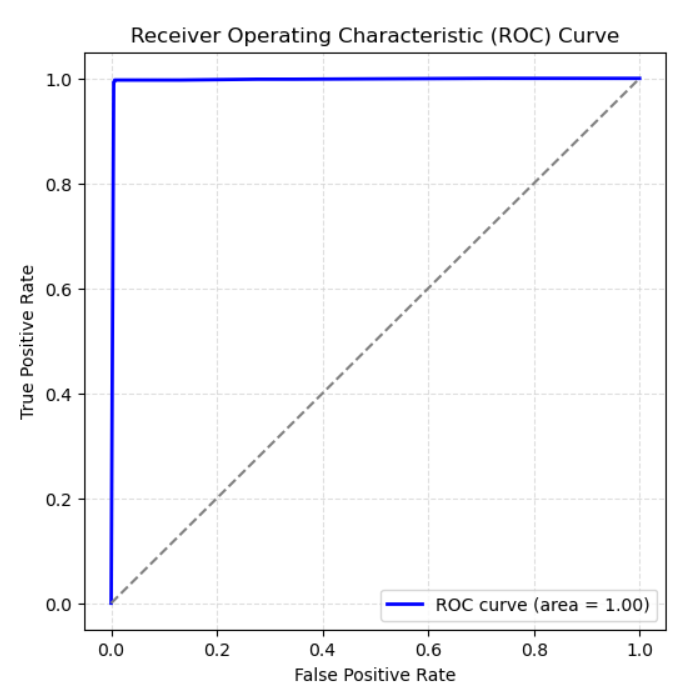 Receiver Operating Characteristic (ROC) Curve
True Positive Rate
1.0
0.8
0.6
0.4
0.2
0.0
ROC curve (area = 1.00)
0.0 0.2 0.4 0.6 0.8 1.0
False Positive Rate